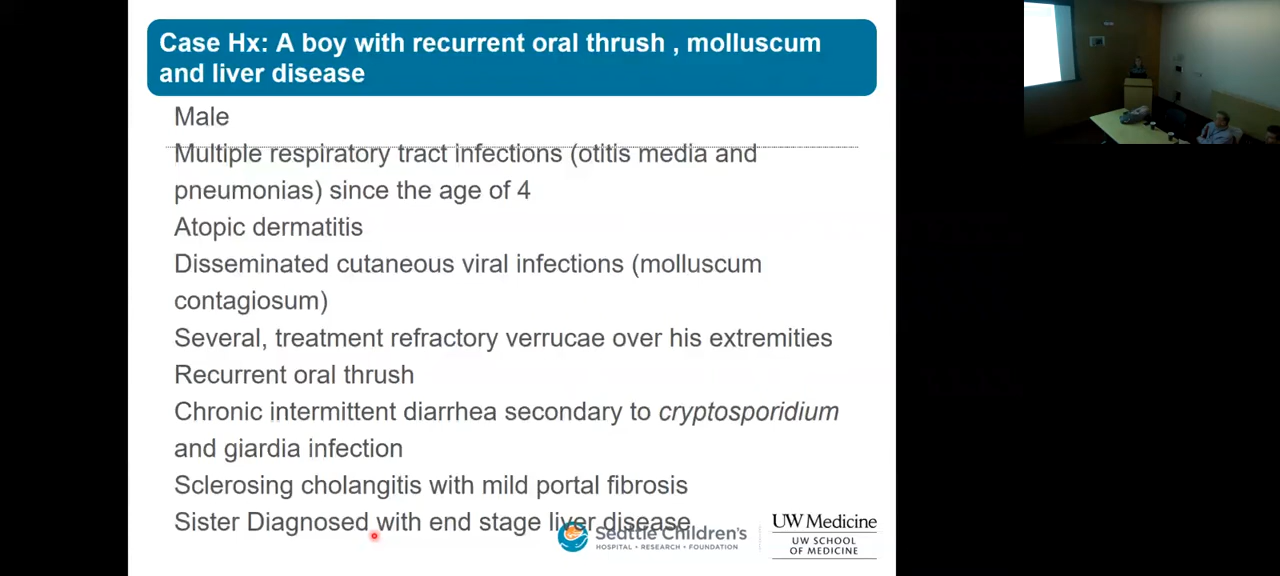 Case Hx: A boy with recurrent oral thrush , molluscum
and liver disease
Male
Multiple respiratory tract infections (otitis media and
pneumonias) since the age of 4
Atopic dermatitis
Disseminated cutaneous viral infections (molluscum
contagiosum)
Several, treatment refractory verrucae over his extremities
Recurrent oral thrush
Chronic intermittent diarrhea secondary to cryptosporidium
and giardia infection
Sclerosing cholangitis with mild portal fibrosis
Sister Diagnosed with end stage liver disease
Seattle Children's
HOSPITAL • RESEARCH • FOUNDATION
UW Medicine
UW SCHOOL
OF MEDICINE